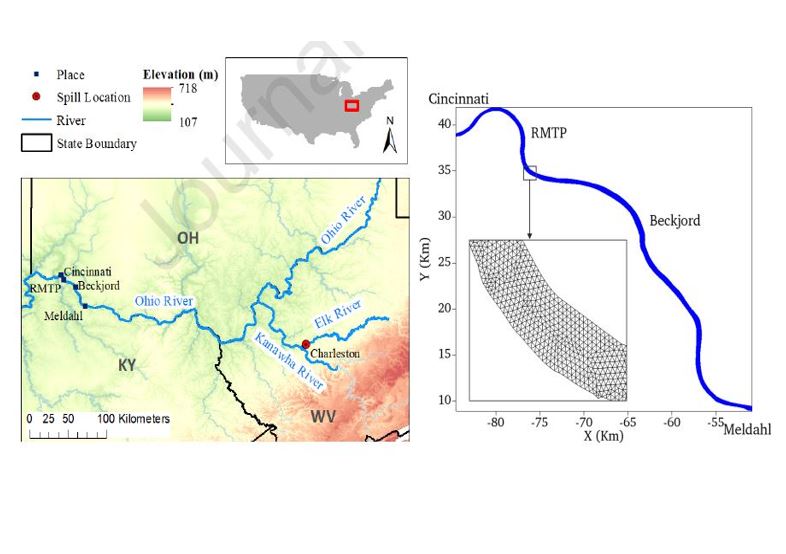 Journal
Place
Spill Location
River
State Boundary
Elevation (m)
718
107
N
OH
Ohio River
Cincinnati
RMTP
Beckjord
Meldahl
Ohio River
Elk River
Charleston
Kanawha River
KY
WV
0 25 50 100 Kilometers
Cincinnati
RMTP
Beckjord
Meldahl
Y (Km)
40
35
30
25
20
15
10
-80 -75 -70 -65 -60 -55
X (Km)